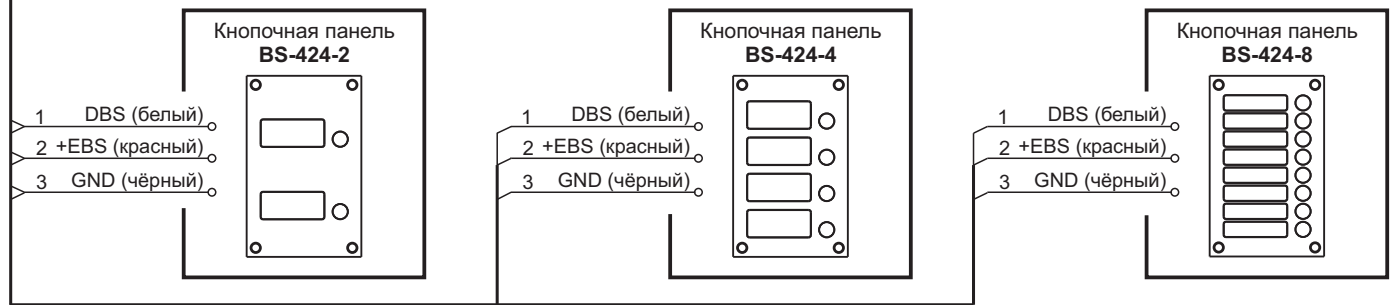 Кнопочная панель
BS-424-2
1 DBS (белый)
2 +EBS (красный)
3 GND (чёрный)
Кнопочная панель
BS-424-4
1 DBS (белый)
2 +EBS (красный)
3 GND (чёрный)
Кнопочная панель
BS-424-8
1 DBS (белый)
2 +EBS (красный)
3 GND (чёрный)